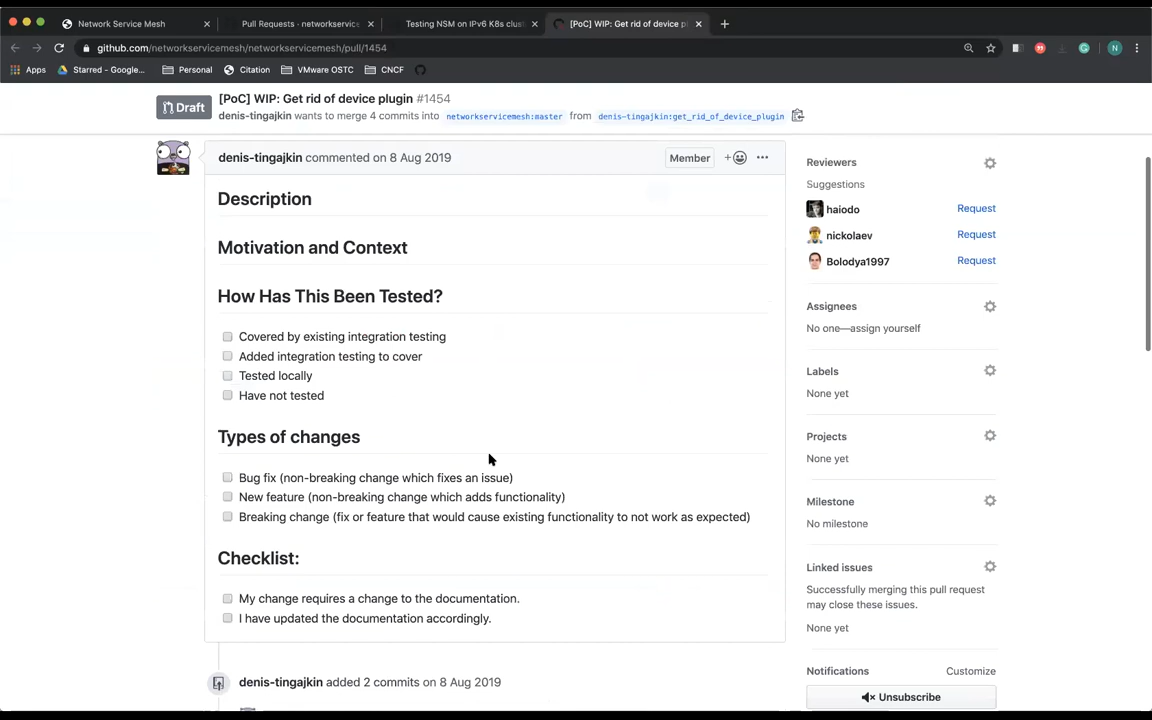 Network Service Mesh
Pull Requests · networkservice
Testing NSM on IPv6 K8s clust
[PoC] WIP: Get rid of device pl
github.com/networkservicemesh/networkservicemesh/pull/1454
N
Apps
Starred - Google...
Personal
Citation
VMware OSTC
CNCF
Draft
[PoC] WIP: Get rid of device plugin #1454
denis-tingajkin wants to merge 4 commits into networkservicemesh:master from denis-tingajkin:get_rid_of_device_plugin
denis-tingajkin commented on 8 Aug 2019
Member
Description
Motivation and Context
How Has This Been Tested?
Covered by existing integration testing
Added integration testing to cover
Tested locally
Have not tested
Types of changes
Bug fix (non-breaking change which fixes an issue)
New feature (non-breaking change which adds functionality)
Breaking change (fix or feature that would cause existing functionality to not work as expected)
Checklist:
My change requires a change to the documentation.
I have updated the documentation accordingly.
denis-tingajkin added 2 commits on 8 Aug 2019
Reviewers
Suggestions
haiodo Request
nickolaev Request
Bolodya1997 Request
Assignees
No one—assign yourself
Labels
None yet
Projects
None yet
Milestone
No milestone
Linked issues
Successfully merging this pull request
may close these issues.
None yet
Notifications Customize
Unsubscribe